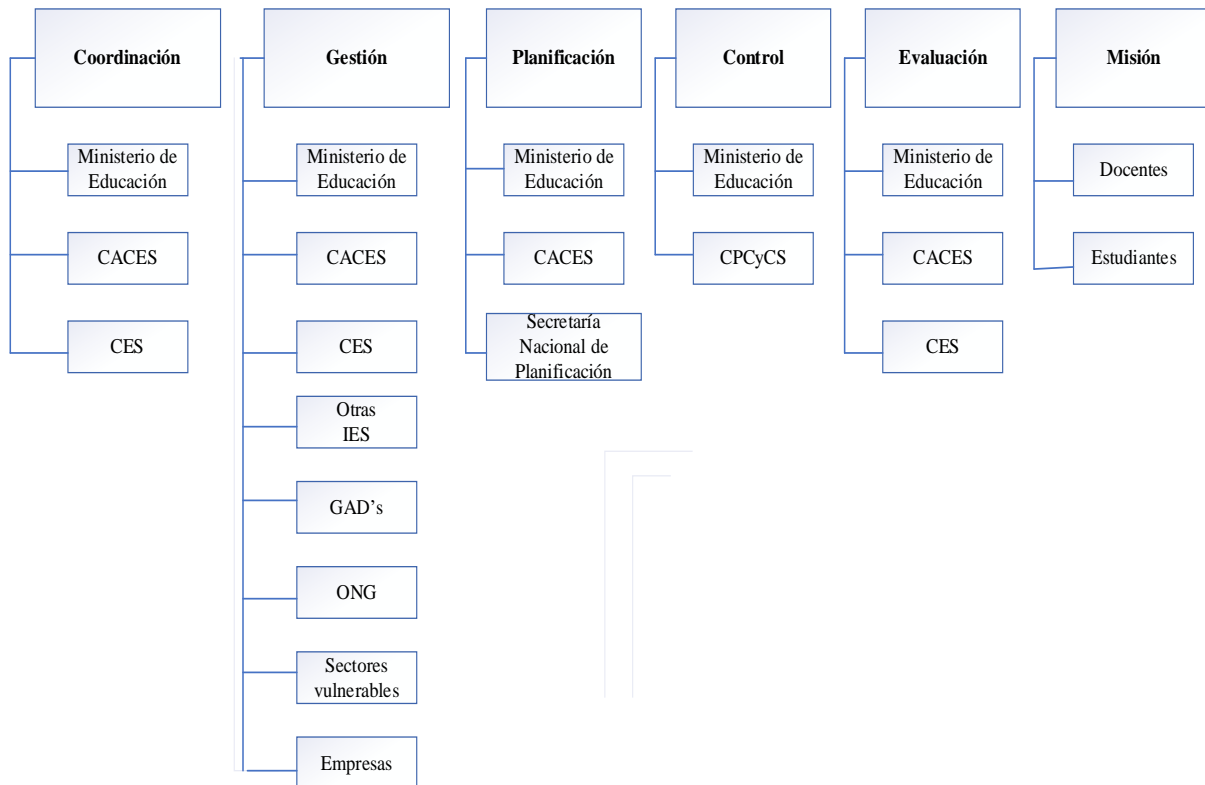 Coordinación
Ministerio de
Educación
CACES
CES
Gestión
Ministerio de
Educación
CACES
CES
Otras
IES
GAD’s
ONG
Sectores
vulnerables
Empresas
Planificación
Ministerio de
Educación
CACES
Secretaría
Nacional de
Planificación
Control
Ministerio de
Educación
CPCyCS
Evaluación
Ministerio de
Educación
CACES
CES
Misión
Docentes
Estudiantes